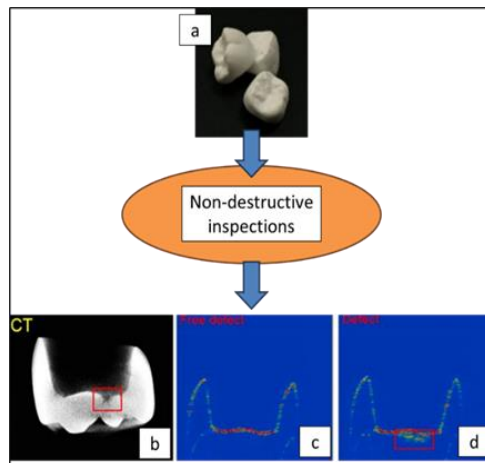 a
Non-destructive
inspections
CT
Free defect
Defect
b
c
d